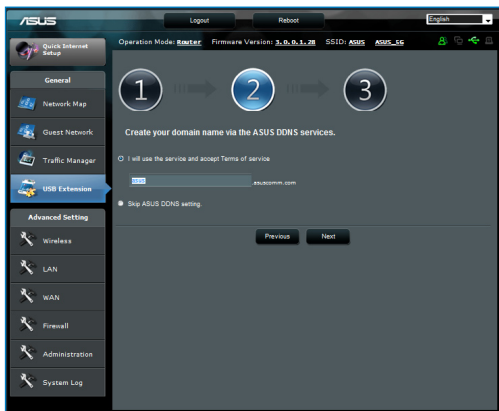 ASUS
Logout
Reboot
English
Quick Internet Setup
Operation Mode: Router Firmware Version: 3.0.0.1.28 SSID: ASUS ASUS_5G
General
Network Map
Guest Network
Traffic Manager
USB Extension
Advanced Setting
Wireless
LAN
WAN
Firewall
Administration
System Log
1
2
3
Create your domain name via the ASUS DDNS services.
I will use the service and accept Terms of service
.asuscomm.com
Skip ASUS DDNS setting.
Previous
Next